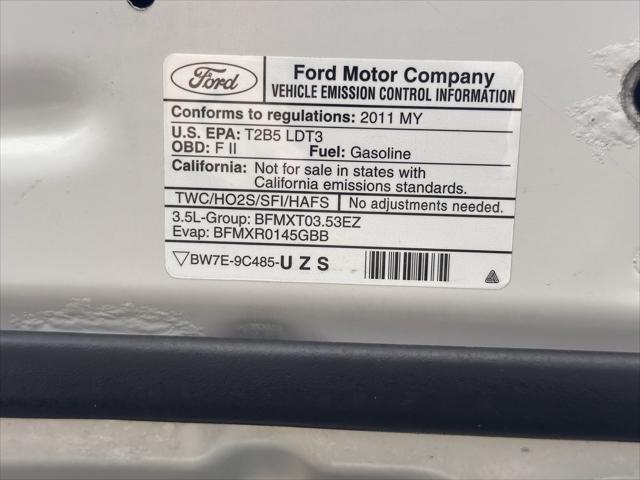 Ford
Ford Motor Company
VEHICLE EMISSION CONTROL INFORMATION
Conforms to regulations: 2011 MY
U.S. EPA: T2B5 LDT3
OBD: F II Fuel: Gasoline
California: Not for sale in states with
California emissions standards.
TWC/HO2S/SFI/HAFS No adjustments needed.
3.5L-Group: BFMXT03.53EZ
Evap: BFMXR0145GBB
BW7E-9C485-U Z S